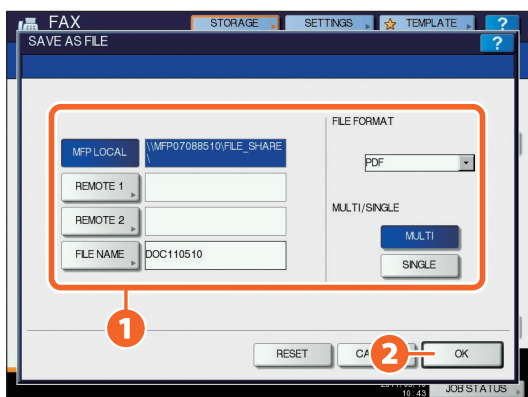 FAX
STORAGE
SETTINGS
TEMPLATE
?
SAVE AS FILE
?
FILE FORMAT
MFP LOCAL
\\MFP07088510\FILE_SHARE
\
PDF
REMOTE 1
MULTI/SINGLE
REMOTE 2
MULTI
FILE NAME
DOC110510
SINGLE
1
RESET
2
OK
10:43
JOB STATUS